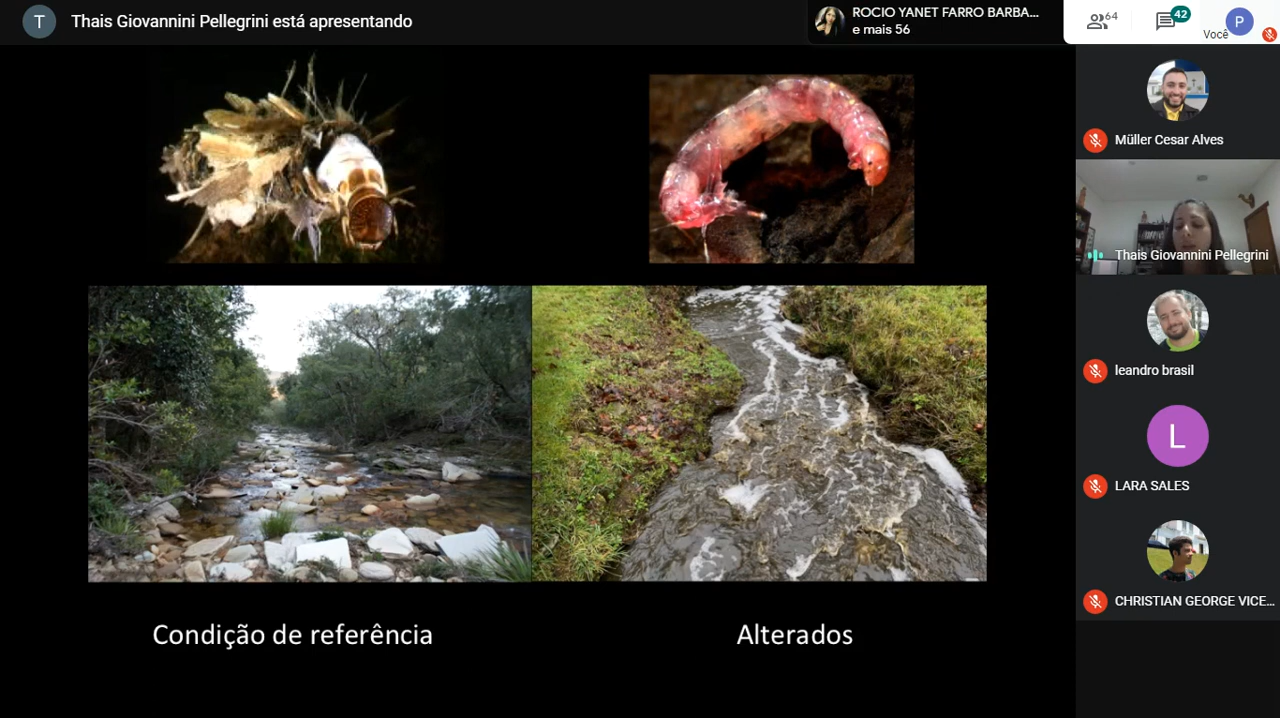 T
Thais Giovannini Pellegrini está apresentando
ROCIO YANET FARRO BARBA...
e mais 56
64
42
Você
P
Müller Cesar Alves
Thais Giovannini Pellegrini
leandro brasil
L
LARA SALES
CHRISTIAN GEORGE VICE...
Condição de referência
Alterados